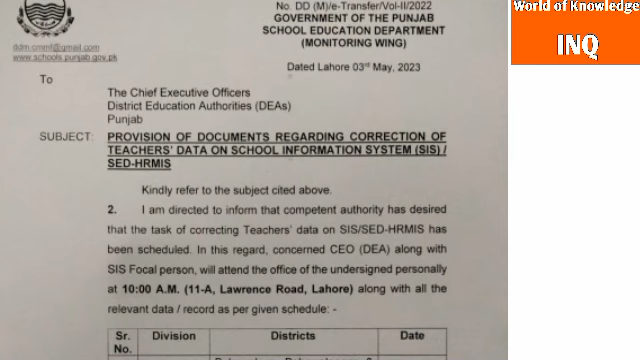 No. DD (M)/e-Transfer/Vol-II/2022
GOVERNMENT OF THE PUNJAB
SCHOOL EDUCATION DEPARTMENT
(MONITORING WING)
ddm.cmmf@gmail.com
www.schools.punjab.gov.pk
Dated Lahore 03rd May, 2023
To
The Chief Executive Officers
District Education Authorities (DEAs)
Punjab
SUBJECT: PROVISION OF DOCUMENTS REGARDING CORRECTION OF
TEACHERS' DATA ON SCHOOL INFORMATION SYSTEM (SIS) /
SED-HRMIS
Kindly refer to the subject cited above.
2. I am directed to inform that competent authority has desired
that the task of correcting Teachers' data on SIS/SED-HRMIS has
been scheduled. In this regard, concerned CEO (DEA) along with
SIS Focal person, will attend the office of the undersigned personally
at 10:00 A.M. (11-A, Lawrence Road, Lahore) along with all the
relevant data / record as per given schedule: -
Sr. No. Division Districts Date
World of Knowledge
INQ